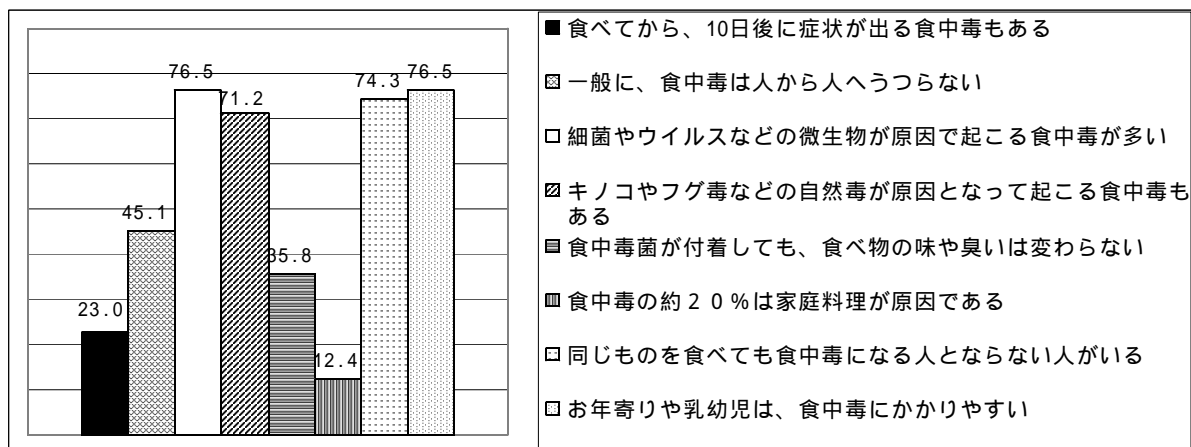 76.5
74.3
76.5
71.2
45.1
35.8
23.0
12.4
食べてから、10日後に症状が出る食中毒もある
一般に、食中毒は人から人へうつらない
細菌やウイルスなどの微生物が原因で起こる食中毒が多い
キノコやフグ毒などの自然毒が原因となって起こる食中毒も
ある
食中毒菌が付着しても、食べ物の味や臭いは変わらない
食中毒の約２０％は家庭料理が原因である
同じものを食べても食中毒になる人とならない人がいる
お年寄りや乳幼児は、食中毒にかかりやすい